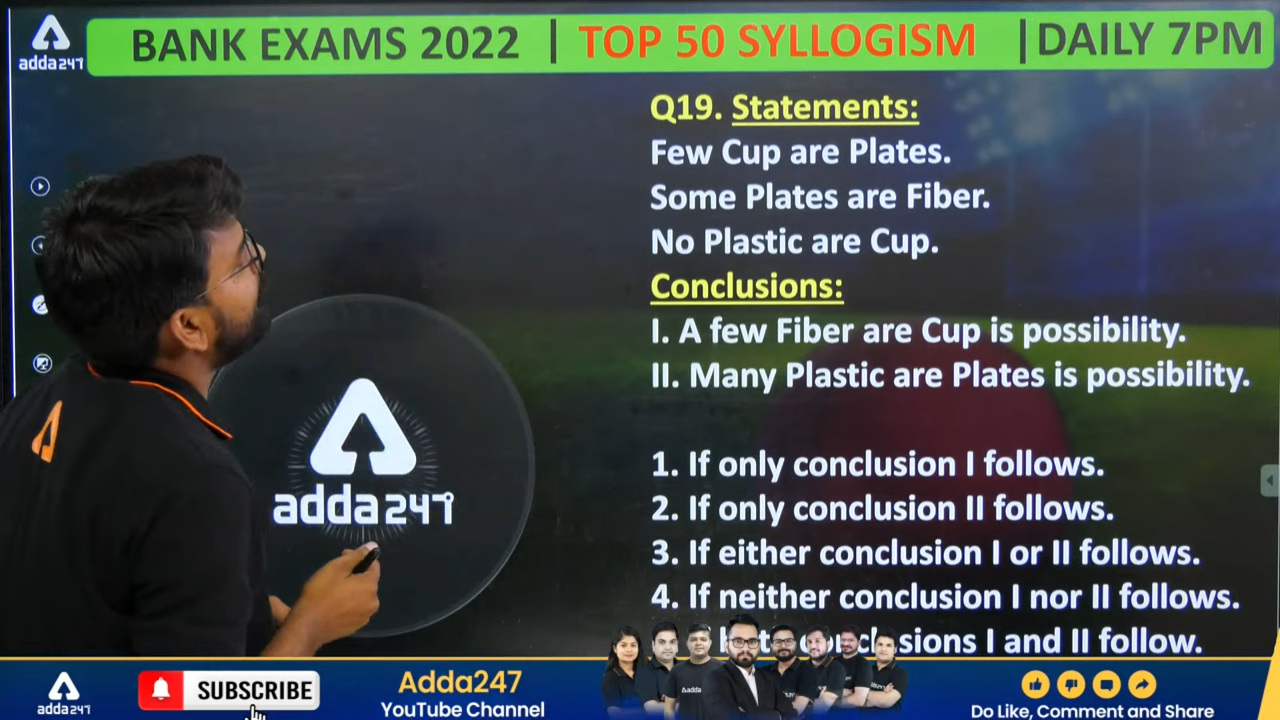 adda247
BANK EXAMS 2022 | TOP 50 SYLLOGISM | DAILY 7PM
Q19. Statements:
Few Cup are Plates.
Some Plates are Fiber.
No Plastic are Cup.
Conclusions:
I. A few Fiber are Cup is possibility.
II. Many Plastic are Plates is possibility.
1. If only conclusion I follows.
2. If only conclusion II follows.
3. If either conclusion I or II follows.
4. If neither conclusion I nor II follows.
I and II follow.
adda247
adda247
SUBSCRIBE
Adda247
YouTube Channel
adda
Do Like, Comment and Share